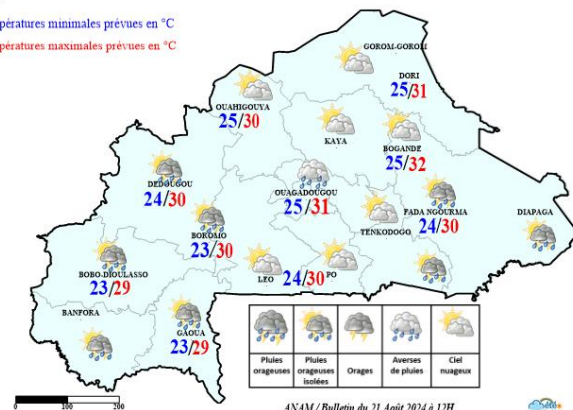 pératures minimales prévues en °C
pératures maximales prévues en °C
GOROM-GOROM
DORI
25/31
OUAHIGOUYA
25/30
KAYA
BOGANDE
25/32
DEDOUGOU
24/30
OUAGADOUGOU
25/31
FADA NGOURMA
24/30
DIAPAGA
BOROMO
23/30
TENKODOGO
BOBO-DIOULASSO
23/29
LEO
24/30
PO
BANFORA
GAOUA
23/29
Pluies orageuses
Pluies orageuses isolées
Orages
Averses de pluies
Ciel nuageux
0 100 200
ANAM / Bulletin du 21 Août 2024 à 12H